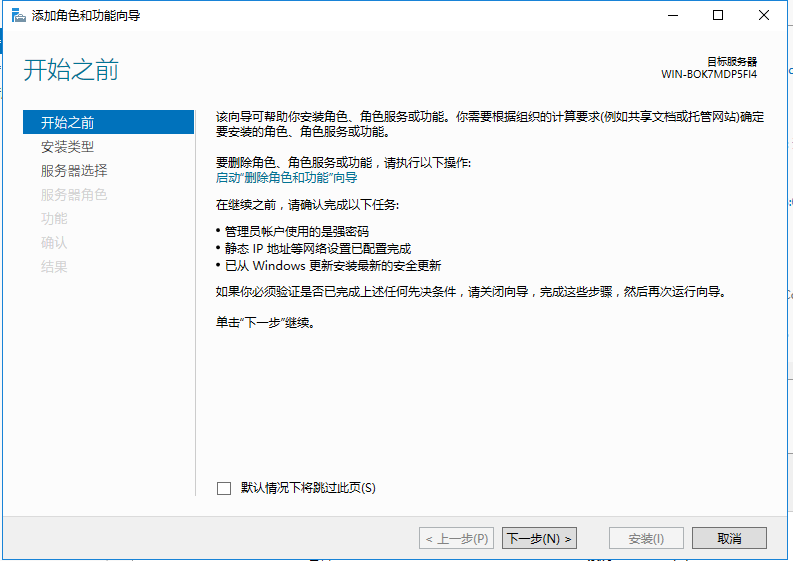 添加角色和功能向导
开始之前
目标服务器
WIN-BOK7MDP5FI4
开始之前
安装类型
服务器选择
服务器角色
功能
确认
结果
该向导可帮助你安装角色、角色服务或功能。你需要根据组织的计算要求(例如共享文档或托管网站)确定
要安装的角色、角色服务或功能。
要删除角色、角色服务或功能，请执行以下操作:
启动“删除角色和功能”向导
在继续之前，请确认完成以下任务:
• 管理员帐户使用的是强密码
• 静态 IP 地址等网络设置已配置完成
• 已从 Windows 更新安装最新的安全更新
如果你必须验证是否已完成上述任何先决条件，请关闭向导，完成这些步骤，然后再次运行向导。
单击“下一步”继续。
默认情况下将跳过此页(S)
< 上一步(P)
下一步(N) >
安装(I)
取消